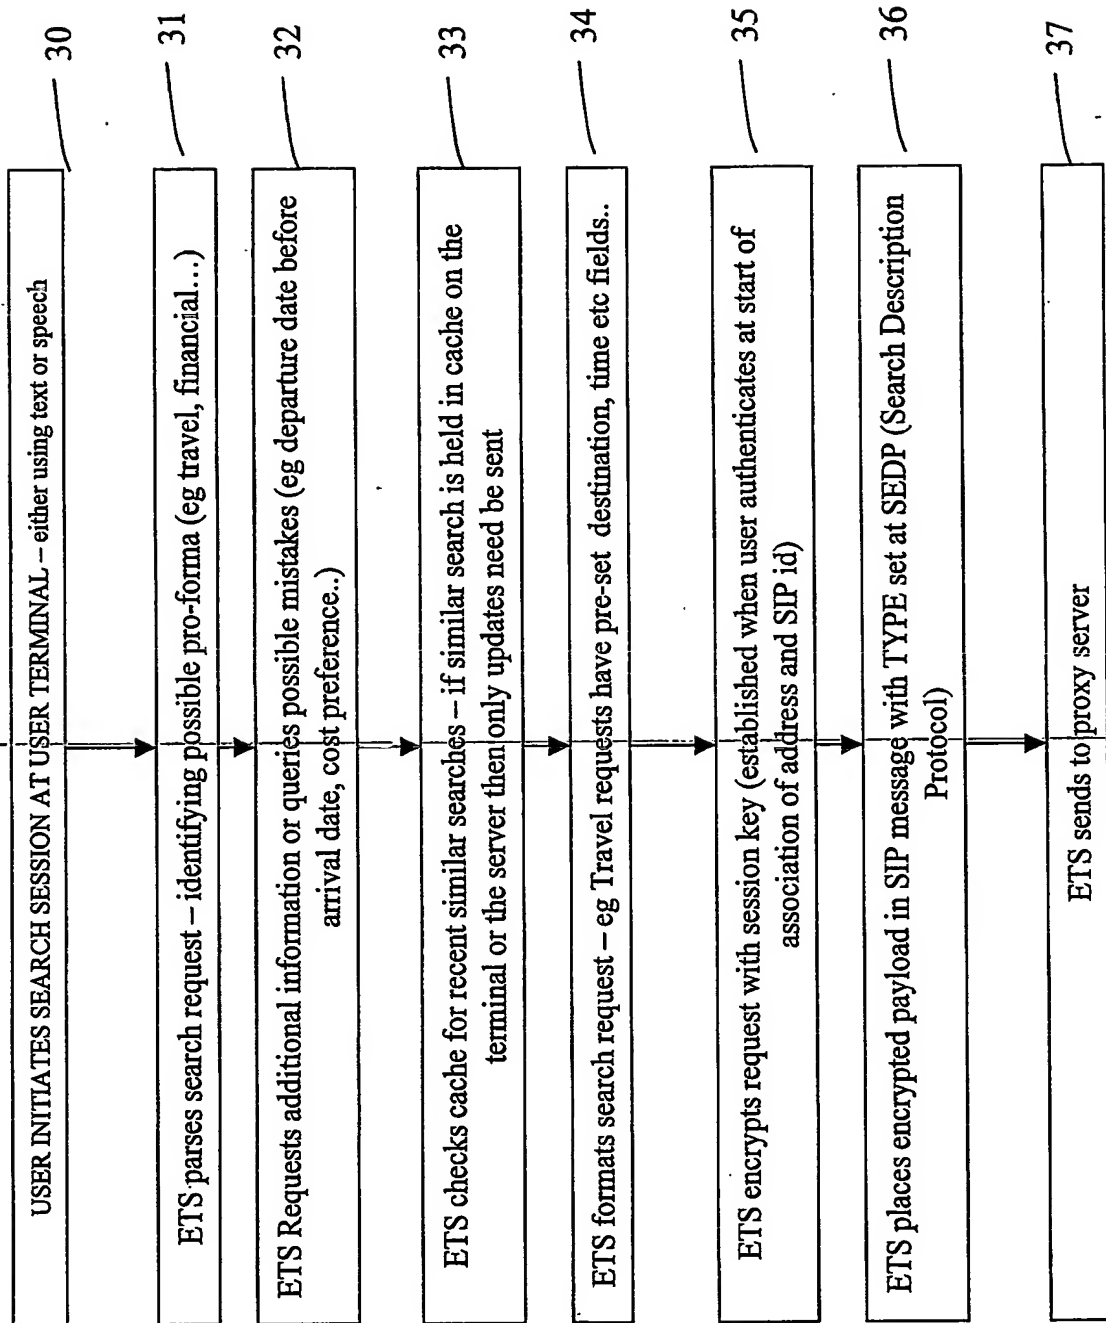 USER INITIATES SEARCH SESSION AT USER TERMINAL – either using text or speech
30
ETS parses search request – identifying possible pro-forma (eg travel, financial...)
31
ETS Requests additional information or queries possible mistakes (eg departure date before
arrival date, cost preference..)
32
ETS checks cache for recent similar searches – if similar search is held in cache on the
terminal or the server then only updates need be sent
33
ETS formats search request – eg Travel requests have pre-set destination, time etc fields..
34
ETS encrypts request with session key (established when user authenticates at start of
association of address and SIP id)
35
ETS places encrypted payload in SIP message with TYPE set at SEDP (Search Description
Protocol)
36
ETS sends to proxy server
37